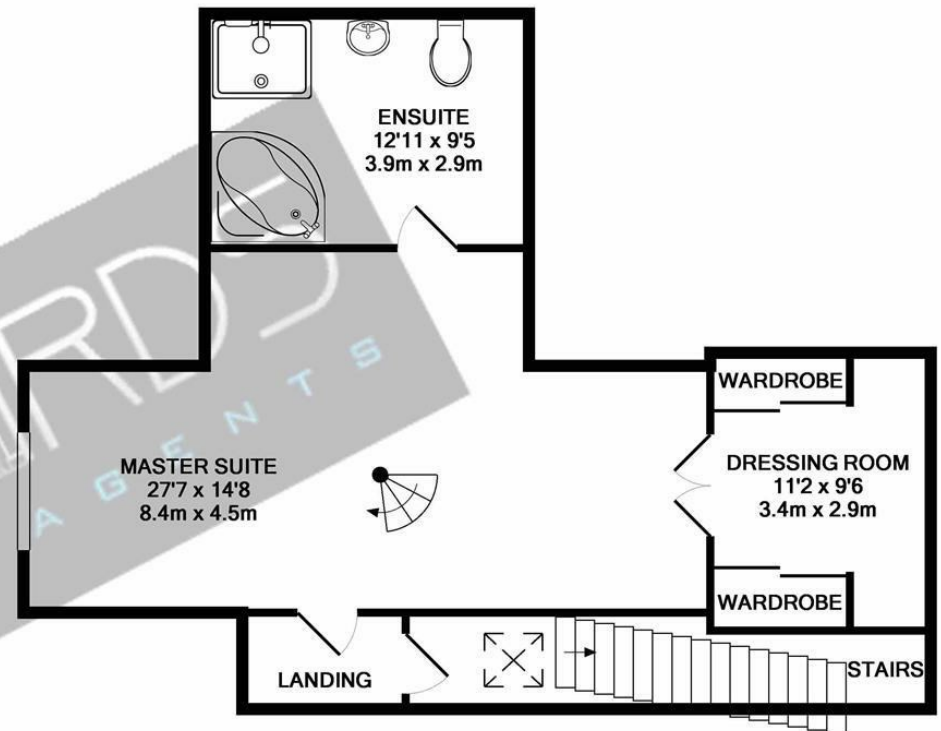 ENSUITE
12'11 x 9'5
3.9m x 2.9m
WARDROBE
MASTER SUITE
27'7 x 14'8
8.4m x 4.5m
DRESSING ROOM
11'2 x 9'6
3.4m x 2.9m
WARDROBE
LANDING
STAIRS
AGENTS